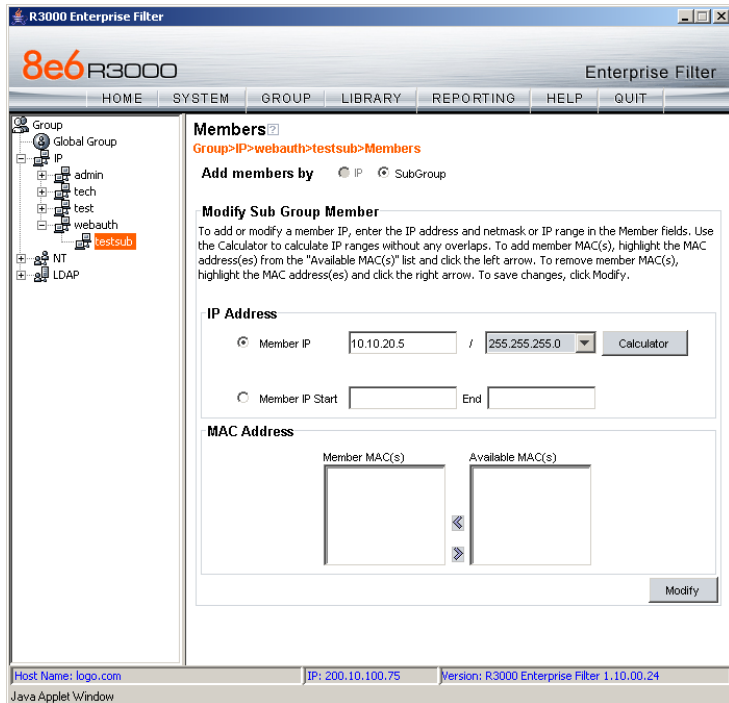 R3000 Enterprise Filter
8e6 R3000
Enterprise Filter
HOME SYSTEM GROUP LIBRARY REPORTING HELP QUIT
Group
Global Group
IP
admin
tech
test
webauth
testsub
NT
LDAP
Members?
Group>IP>webauth>testsub>Members
Add members by IP SubGroup
Modify Sub Group Member
To add or modify a member IP, enter the IP address and netmask or IP range in the Member fields. Use
the Calculator to calculate IP ranges without any overlaps. To add member MAC(s), highlight the MAC
address(es) from the "Available MAC(s)" list and click the left arrow. To remove member MAC(s),
highlight the MAC address(es) and click the right arrow. To save changes, click Modify.
IP Address
Member IP 10.10.20.5 / 255.255.255.0 Calculator
Member IP Start End
MAC Address
Member MAC(s) Available MAC(s)
Modify
Host Name: logo.com IP: 200.10.100.75 Version: R3000 Enterprise Filter 1.10.00.24
Java Applet Window